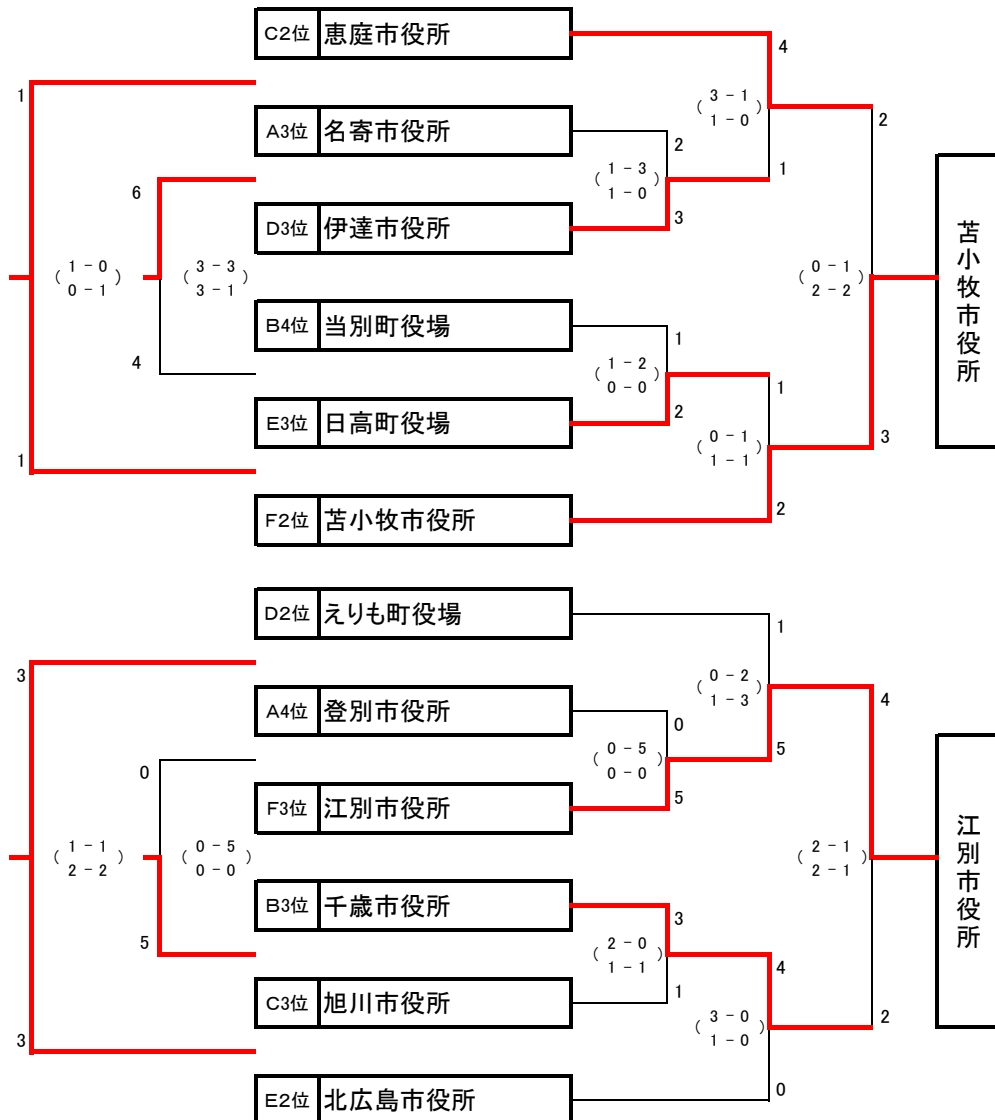 C2位 恵庭市役所
4
1
( 3 - 1 )
1 - 0
2
A3位 名寄市役所
2
6
( 1 - 3 )
1 - 0
1
D3位 伊達市役所
3
( 1 - 0 )
0 - 1
( 3 - 3 )
3 - 1
( 0 - 1 )
2 - 2
苫小牧市役所
B4位 当別町役場
1
4
( 1 - 2 )
0 - 0
1
E3位 日高町役場
2
( 0 - 1 )
1 - 1
3
1
F2位 苫小牧市役所
2
D2位 えりも町役場
1
3
( 0 - 2 )
1 - 3
4
A4位 登別市役所
0
0
( 0 - 5 )
0 - 0
5
F3位 江別市役所
5
( 1 - 1 )
2 - 2
( 0 - 5 )
0 - 0
( 2 - 1 )
2 - 1
江別市役所
B3位 千歳市役所
3
5
( 2 - 0 )
1 - 1
4
C3位 旭川市役所
1
( 3 - 0 )
1 - 0
2
3
E2位 北広島市役所
0